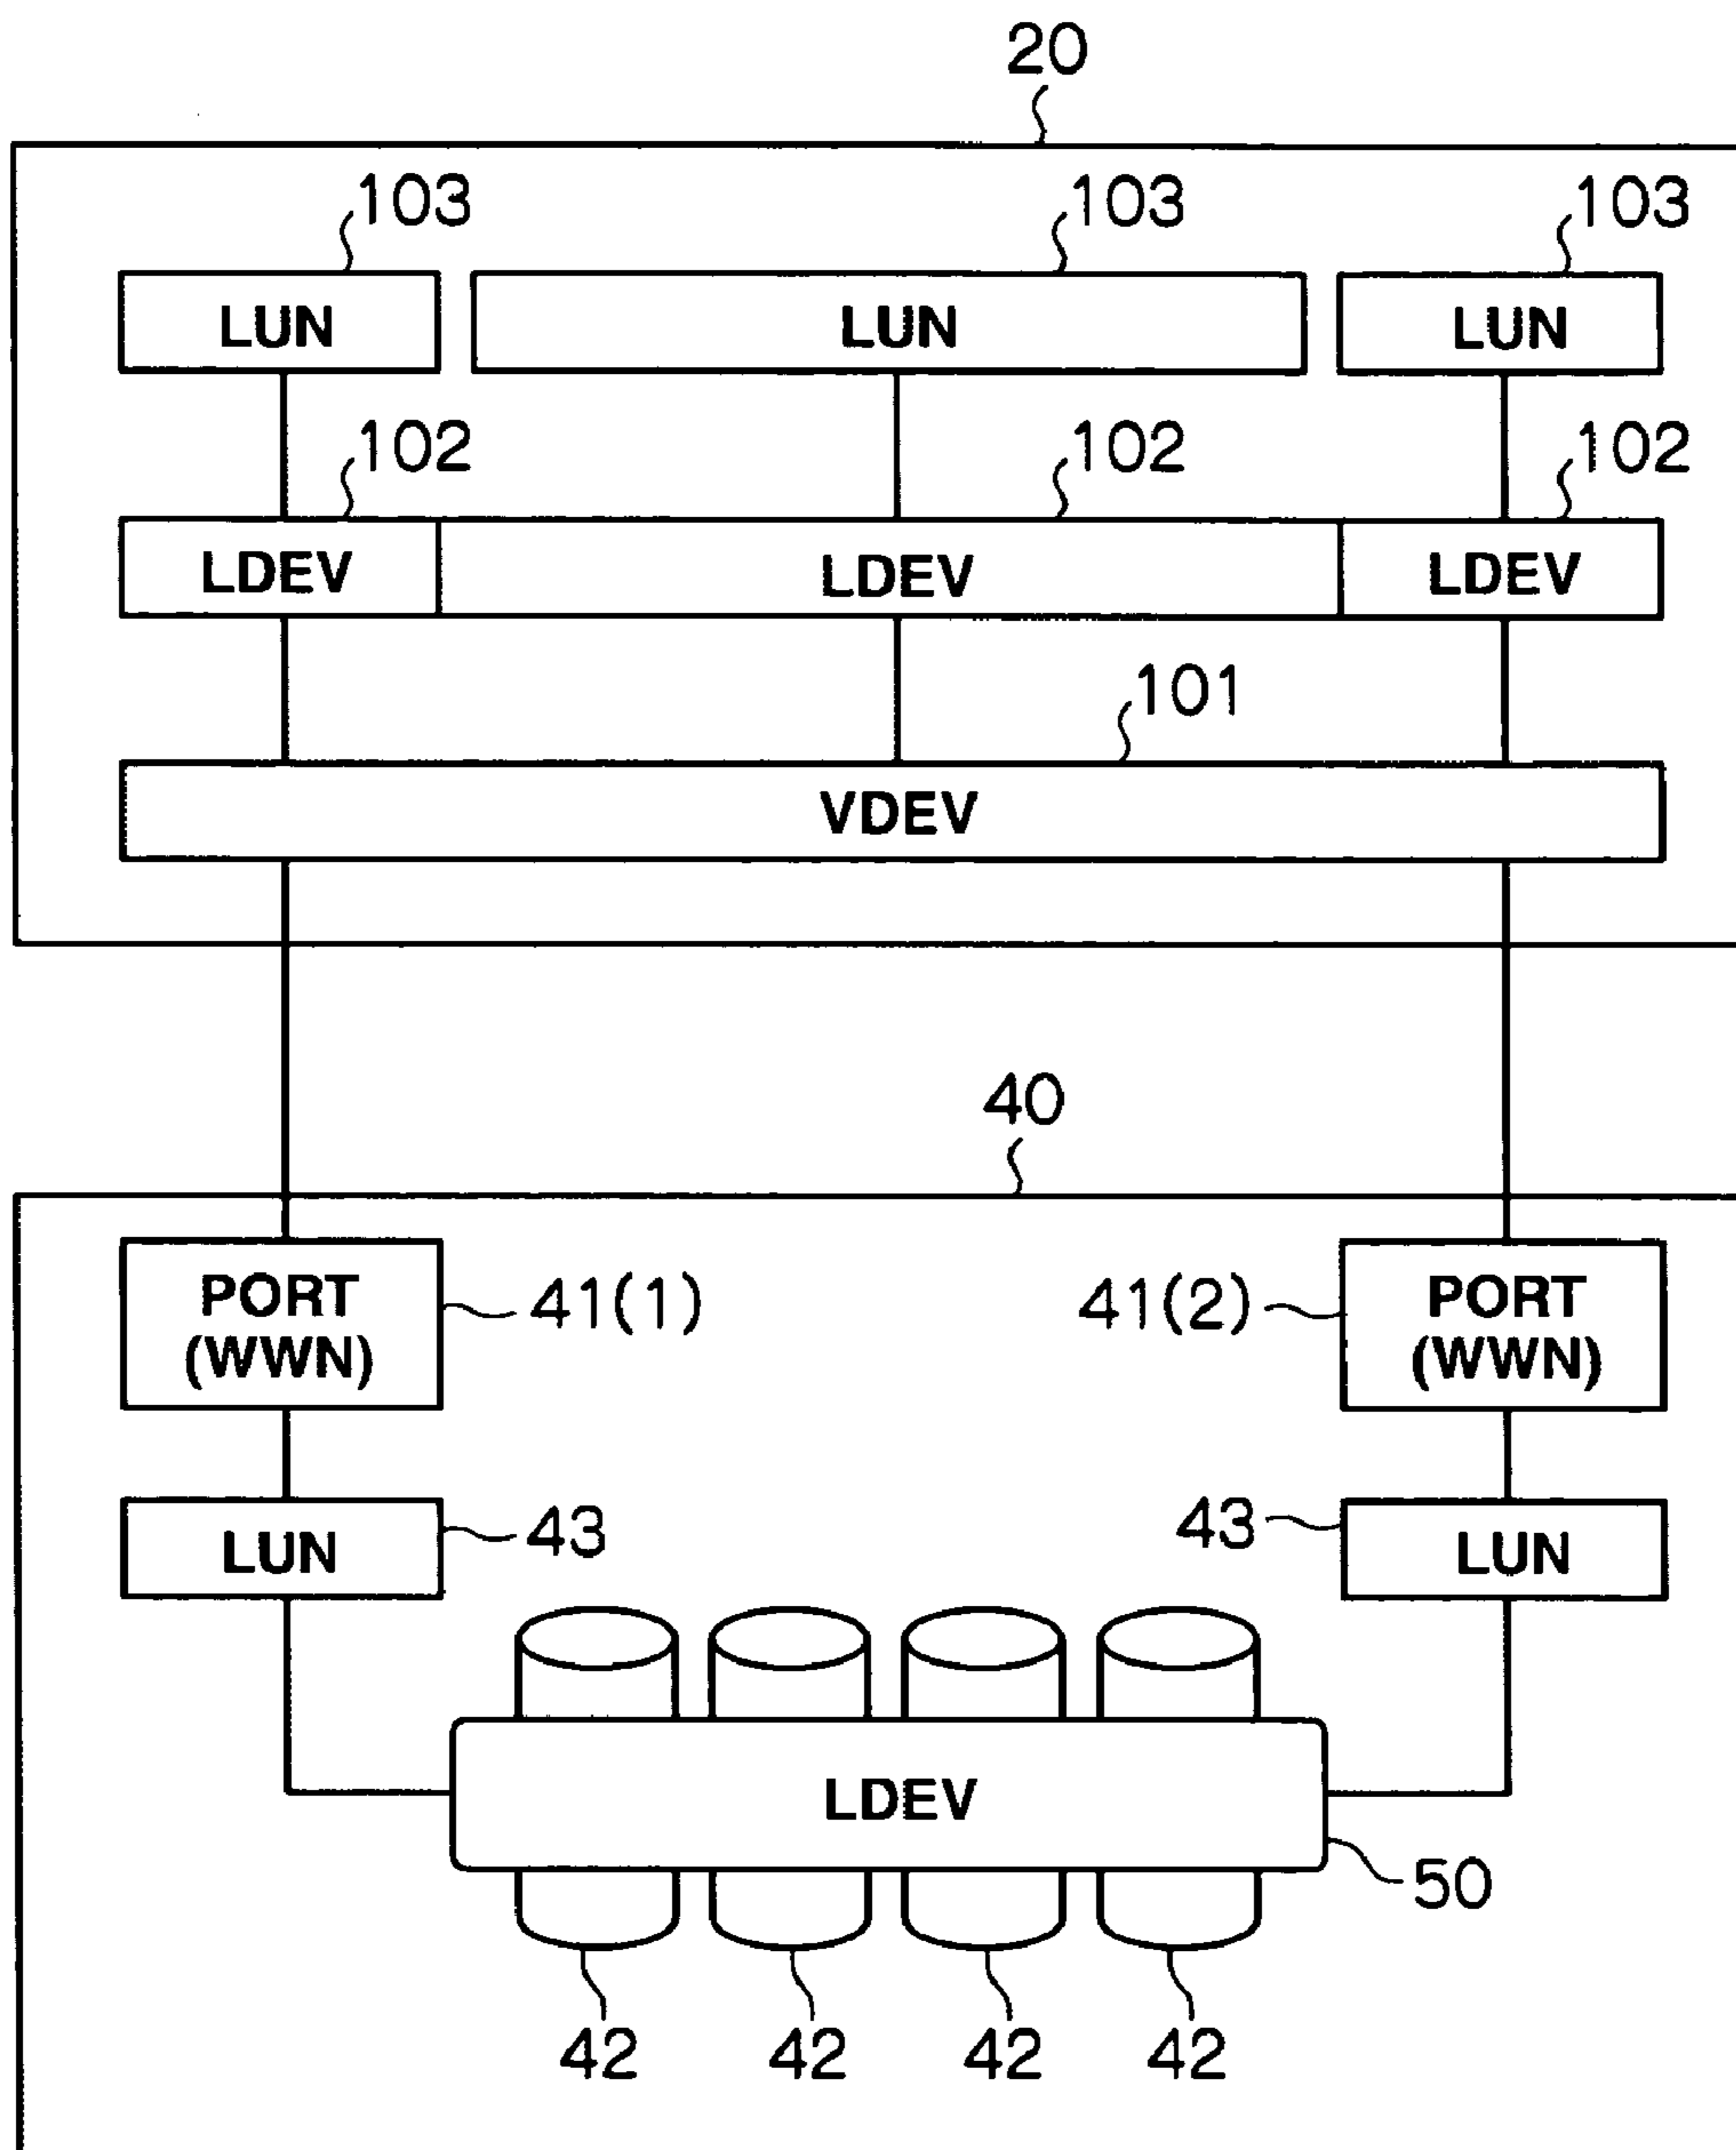 20
103 103 103
LUN LUN LUN
102 102 102
LDEV LDEV LDEV
101
VDEV
40
PORT
(WWN)
41(1)
41(2)
PORT
(WWN)
LUN
43
43
LUN
LDEV
50
42 42 42 42